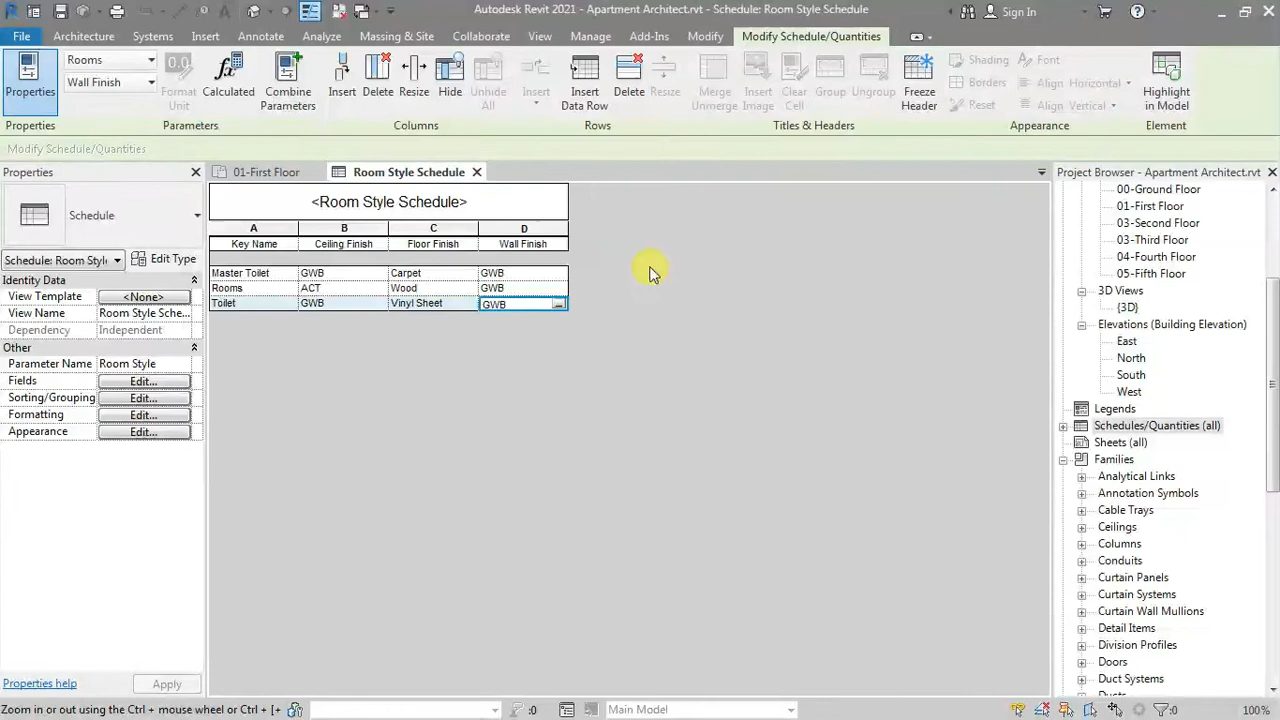 Autodesk Revit 2021 - Apartment Architect.rvt - Schedule: Room Style Schedule
Sign In
File Architecture Systems Insert Annotate Analyze Massing & Site Collaborate View Manage Add-Ins Modify Modify Schedule/Quantities
Rooms
Wall Finish
Properties
Format Unit
Calculated
Combine Parameters
Insert
Delete
Resize
Hide
Unhide All
Insert
Insert Data Row
Delete
Resize
Merge Unmerge
Insert Image
Clear Cell
Group
Ungroup
Freeze Header
Shading
Borders
Reset
Font
Align Horizontal
Align Vertical
Highlight in Model
Properties Parameters Columns Rows Titles & Headers Appearance Element
Modify Schedule/Quantities
Properties
Schedule
Schedule: Room Styl
Edit Type
Identity Data
View Template <None>
View Name Room Style Sche...
Dependency Independent
Other
Parameter Name Room Style
Fields Edit...
Sorting/Grouping Edit...
Formatting Edit...
Appearance Edit...
Properties help
Apply
01-First Floor
Room Style Schedule
<Room Style Schedule>
A B C D
Key Name Ceiling Finish Floor Finish Wall Finish
Master Toilet GWB Carpet GWB
Rooms ACT Wood GWB
Toilet GWB Vinyl Sheet GWB
Project Browser - Apartment Architect.rvt
00-Ground Floor
01-First Floor
03-Second Floor
03-Third Floor
04-Fourth Floor
05-Fifth Floor
3D Views
{3D}
Elevations (Building Elevation)
East
North
South
West
Legends
Schedules/Quantities (all)
Sheets (all)
Families
Analytical Links
Annotation Symbols
Cable Trays
Ceilings
Columns
Conduits
Curtain Panels
Curtain Systems
Curtain Wall Mullions
Detail Items
Division Profiles
Doors
Duct Systems
Ducts
Zoom in or out using the Ctrl + mouse wheel or Ctrl + [+
:0
Main Model
:0
100%